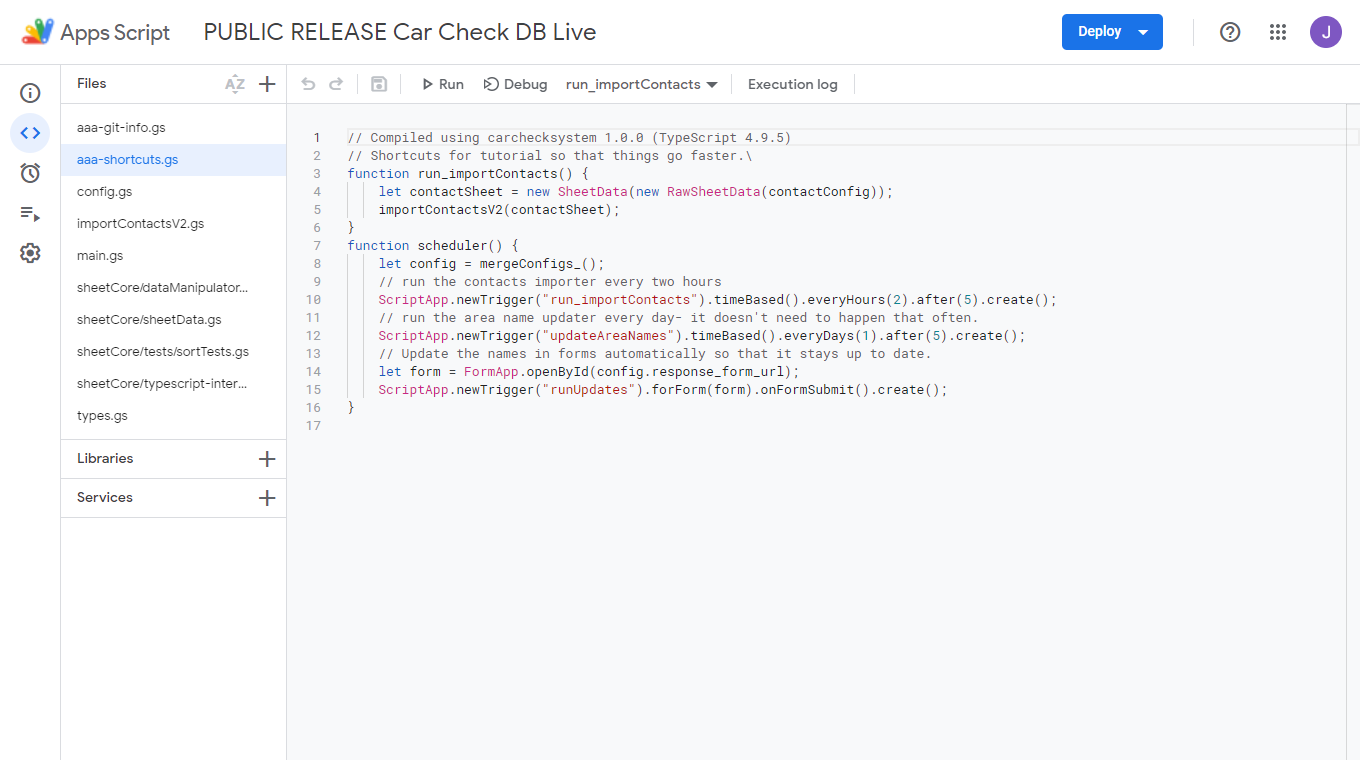 Apps Script PUBLIC RELEASE Car Check DB Live Deploy J
Files AZ
Run Debug run_importContacts Execution log
aaa-git-info.gs
aaa-shortcuts.gs
config.gs
importContactsV2.gs
main.gs
sheetCore/dataManipulator...
sheetCore/sheetData.gs
sheetCore/tests/sortTests.gs
sheetCore/typescript-inter...
types.gs
Libraries
Services
1 // Compiled using carchecksystem 1.0.0 (TypeScript 4.9.5)
2 // Shortcuts for tutorial so that things go faster.\
3 function run_importContacts() {
4 let contactSheet = new SheetData(new RawSheetData(contactConfig));
5 importContactsV2(contactSheet);
6 }
7 function scheduler() {
8 let config = mergeConfigs_();
9 // run the contacts importer every two hours
10 ScriptApp.newTrigger("run_importContacts").timeBased().everyHours(2).after(5).create();
11 // run the area name updater every day- it doesn't need to happen that often.
12 ScriptApp.newTrigger("updateAreaNames").timeBased().everyDays(1).after(5).create();
13 // Update the names in forms automatically so that it stays up to date.
14 let form = FormApp.openById(config.response_form_url);
15 ScriptApp.newTrigger("runUpdates").forForm(form).onFormSubmit().create();
16 }
17